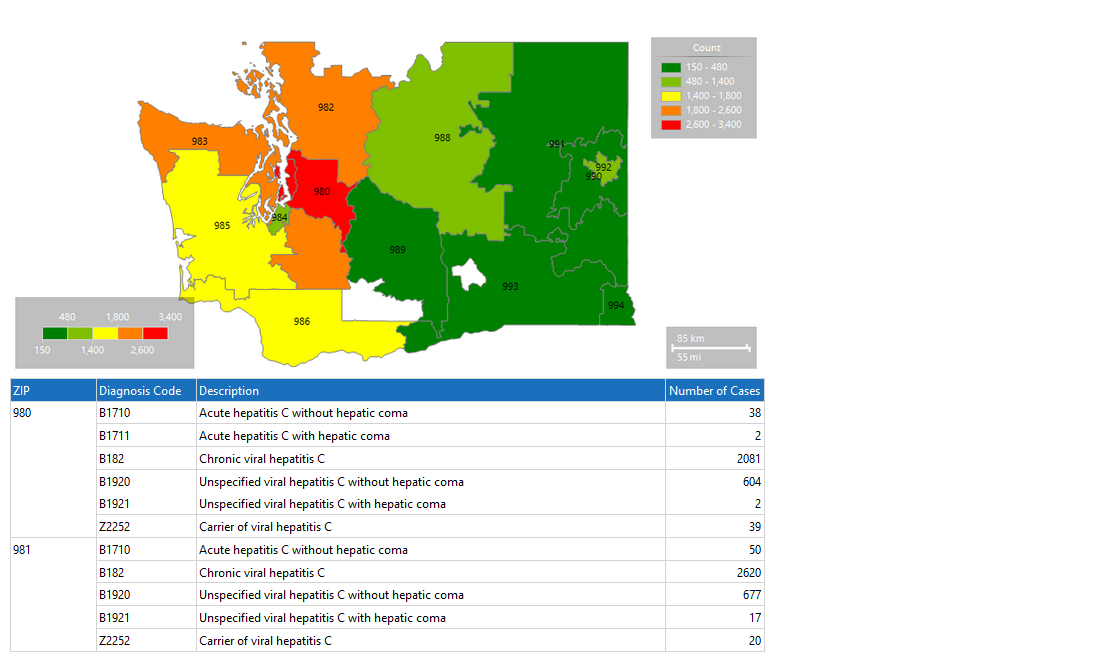 Count
150 - 480
480 - 1,400
1,400 - 1,800
1,800 - 2,600
2,600 - 3,400
982
988
983
991
992
990
980
984
985
989
993
994
986
480 1,800 3,400
150 1,400 2,600
85 km
55 mi
ZIP Diagnosis Code Description Number of Cases
980 B1710 Acute hepatitis C without hepatic coma 38
B1711 Acute hepatitis C with hepatic coma 2
B182 Chronic viral hepatitis C 2081
B1920 Unspecified viral hepatitis C without hepatic coma 604
B1921 Unspecified viral hepatitis C with hepatic coma 2
Z2252 Carrier of viral hepatitis C 39
981 B1710 Acute hepatitis C without hepatic coma 50
B182 Chronic viral hepatitis C 2620
B1920 Unspecified viral hepatitis C without hepatic coma 677
B1921 Unspecified viral hepatitis C with hepatic coma 17
Z2252 Carrier of viral hepatitis C 20